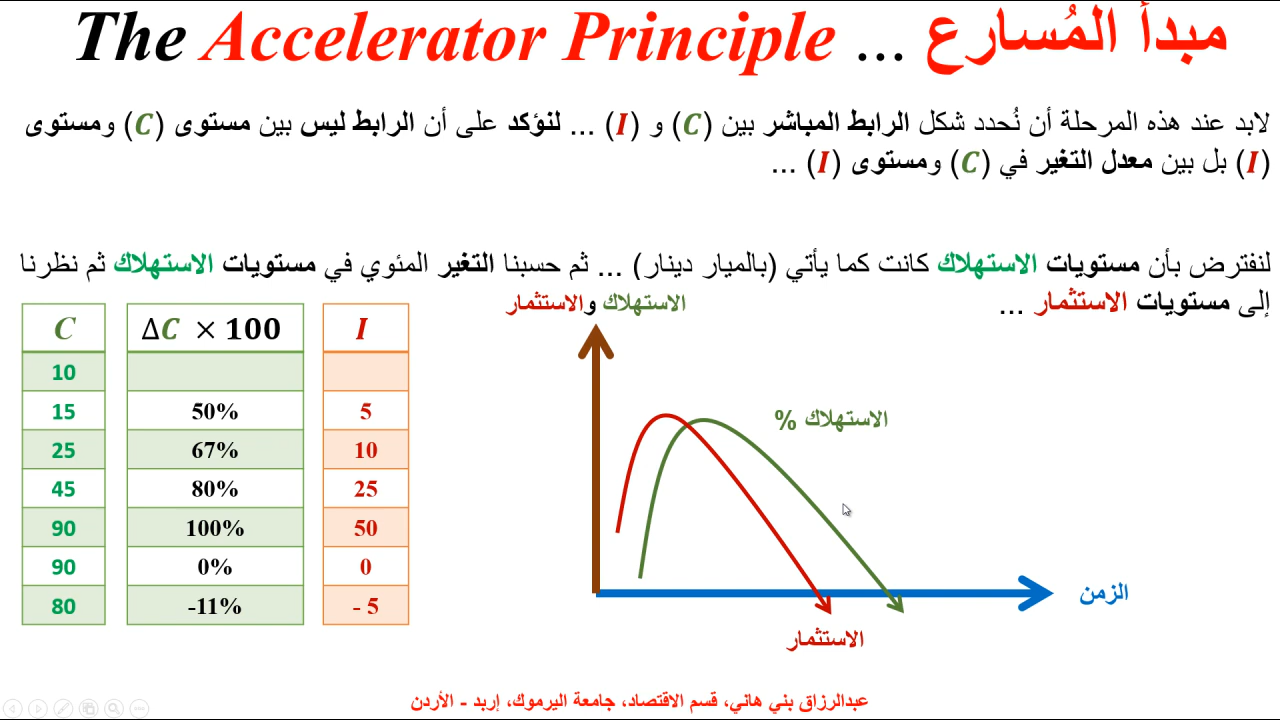 The Accelerator Principle ... مبدأ المُسارع
لابد عند هذه المرحلة أن نُحدد شكل الرابط المباشر بين (C) و (I) ... لنؤكد على أن الرابط ليس بين مستوى (C) ومستوى
(I) بل بين معدل التغير في (C) ومستوى (I) ...
لنفترض بأن مستويات الاستهلاك كانت كما يأتي (بالميار دينار) ... ثم حسبنا التغير المئوي في مستويات الاستهلاك ثم نظرنا
إلى مستويات الاستثمار ...
C ΔC × 100 I
10
15 50% 5
25 67% 10
45 80% 25
90 100% 50
90 0% 0
80 -11% - 5
الاستهلاك والاستثمار
الاستهلاك %
الزمن
الاستثمار
عبدالرزاق بني هاني، قسم الاقتصاد، جامعة اليرموك، إربد - الأردن